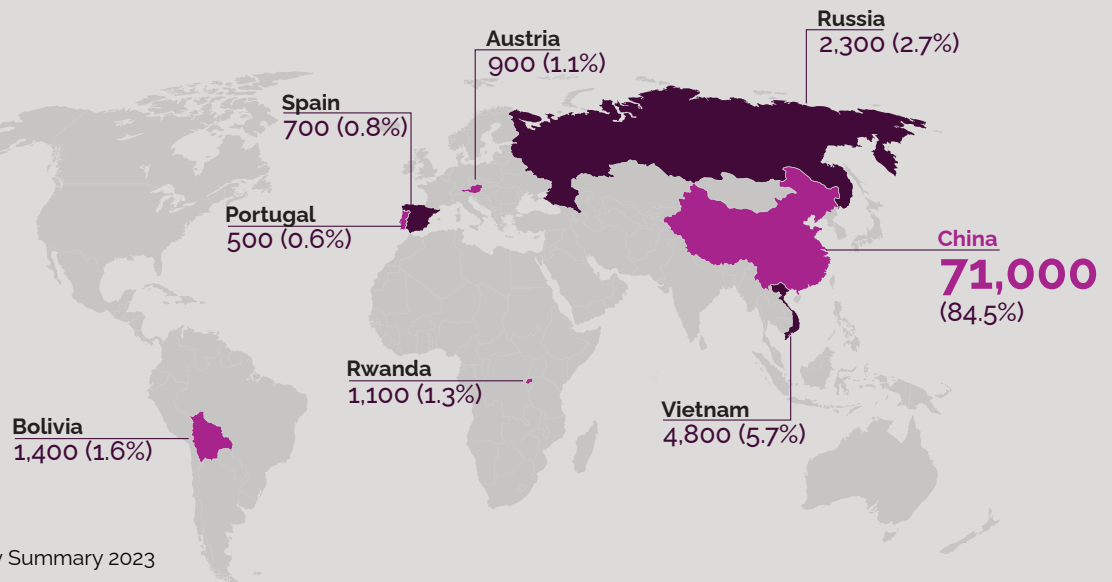 Russia
2,300 (2.7%)
Austria
900 (1.1%)
Spain
700 (0.8%)
Portugal
500 (0.6%)
China
71,000
(84.5%)
Rwanda
1,100 (1.3%)
Vietnam
4,800 (5.7%)
Bolivia
1,400 (1.6%)
Summary 2023